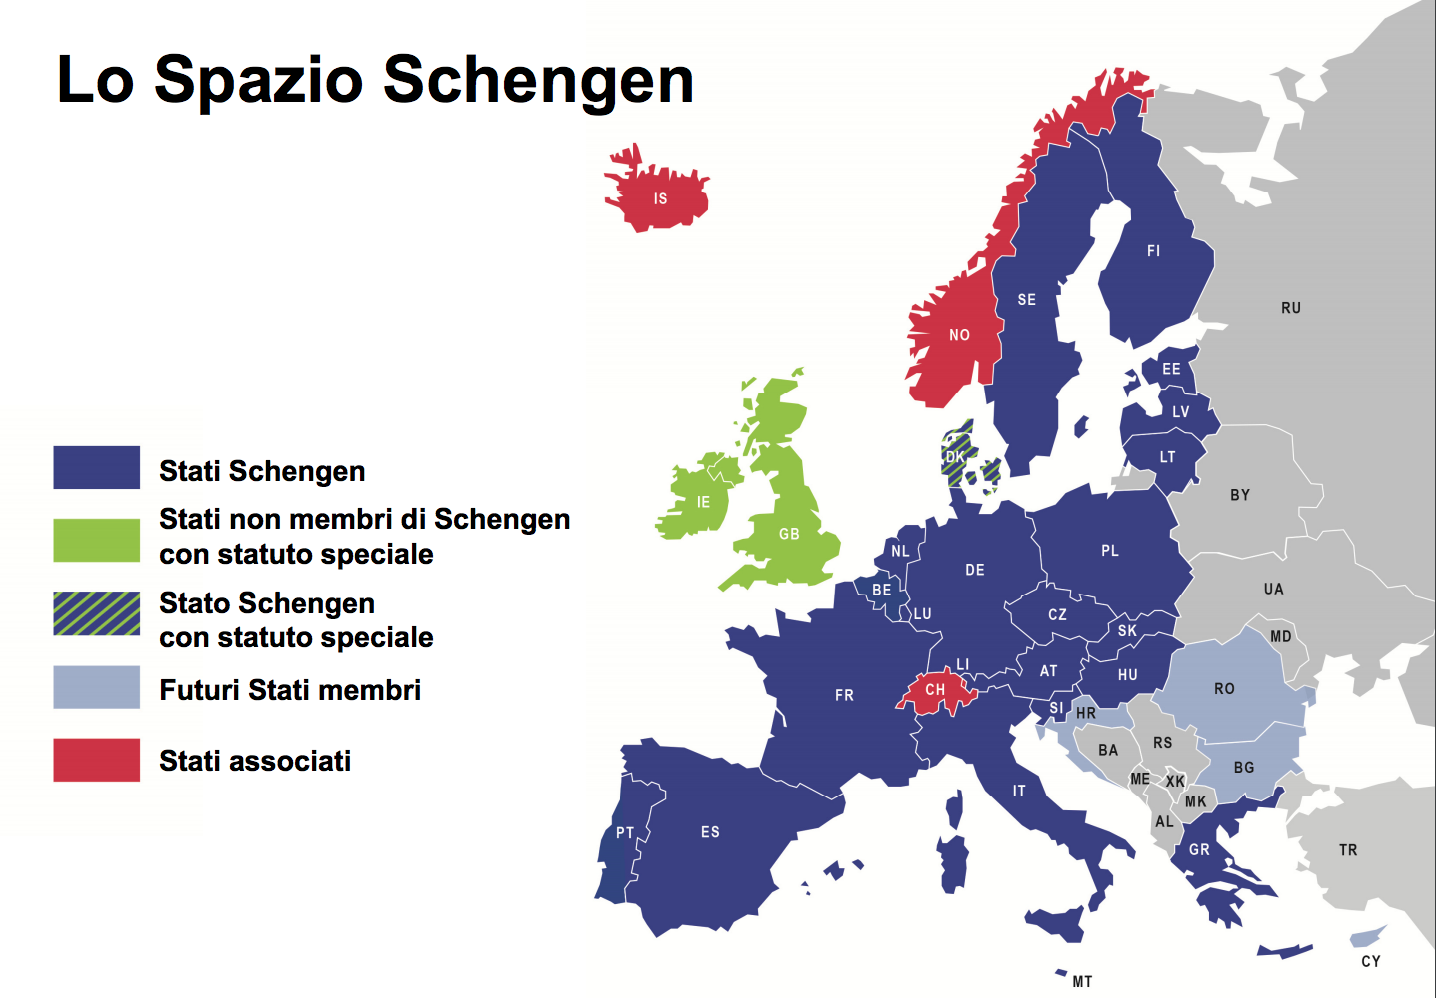 Lo Spazio Schengen
IS
FI
SE
RU
NO
EE
LV
DK
LT
BY
IE
GB
NL
PL
DE
BE
UA
LU
CZ
SK
MD
LI
AT
HU
CH
RO
FR
SI
HR
RS
BA
BG
ME
XK
IT
MK
AL
PT
ES
GR
TR
CY
MT
Stati Schengen
Stati non membri di Schengen
con statuto speciale
Stato Schengen
con statuto speciale
Futuri Stati membri
Stati associati